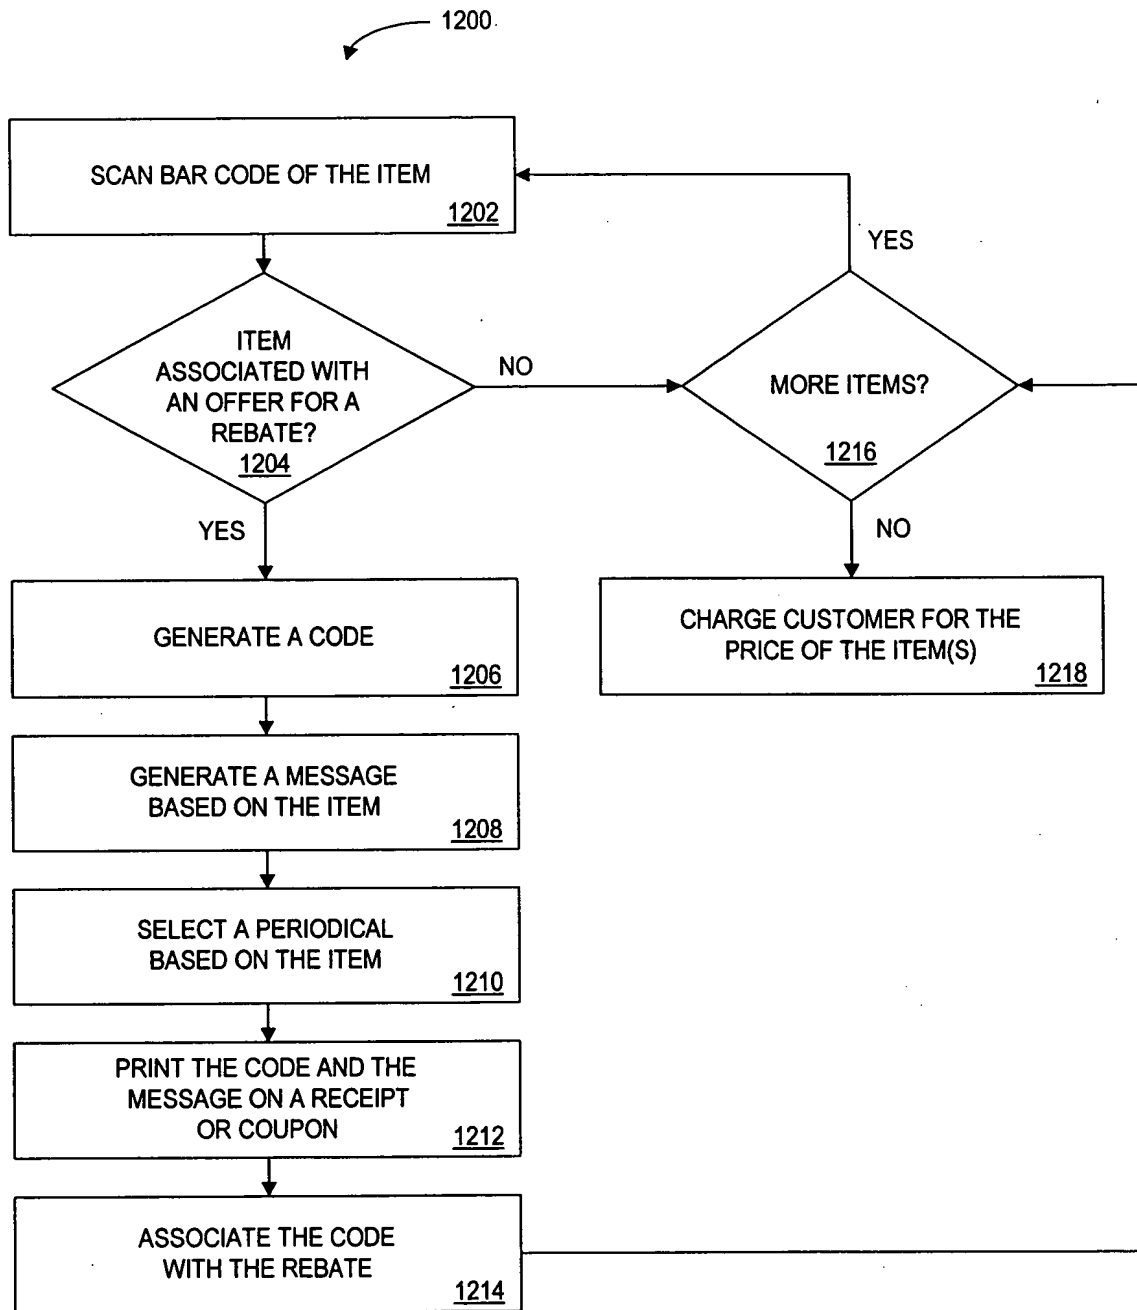 1200
SCAN BAR CODE OF THE ITEM
1202
ITEM
ASSOCIATED WITH
AN OFFER FOR A
REBATE?
1204
NO
YES
MORE ITEMS?
1216
YES
NO
GENERATE A CODE
1206
CHARGE CUSTOMER FOR THE
PRICE OF THE ITEM(S)
1218
GENERATE A MESSAGE
BASED ON THE ITEM
1208
SELECT A PERIODICAL
BASED ON THE ITEM
1210
PRINT THE CODE AND THE
MESSAGE ON A RECEIPT
OR COUPON
1212
ASSOCIATE THE CODE
WITH THE REBATE
1214